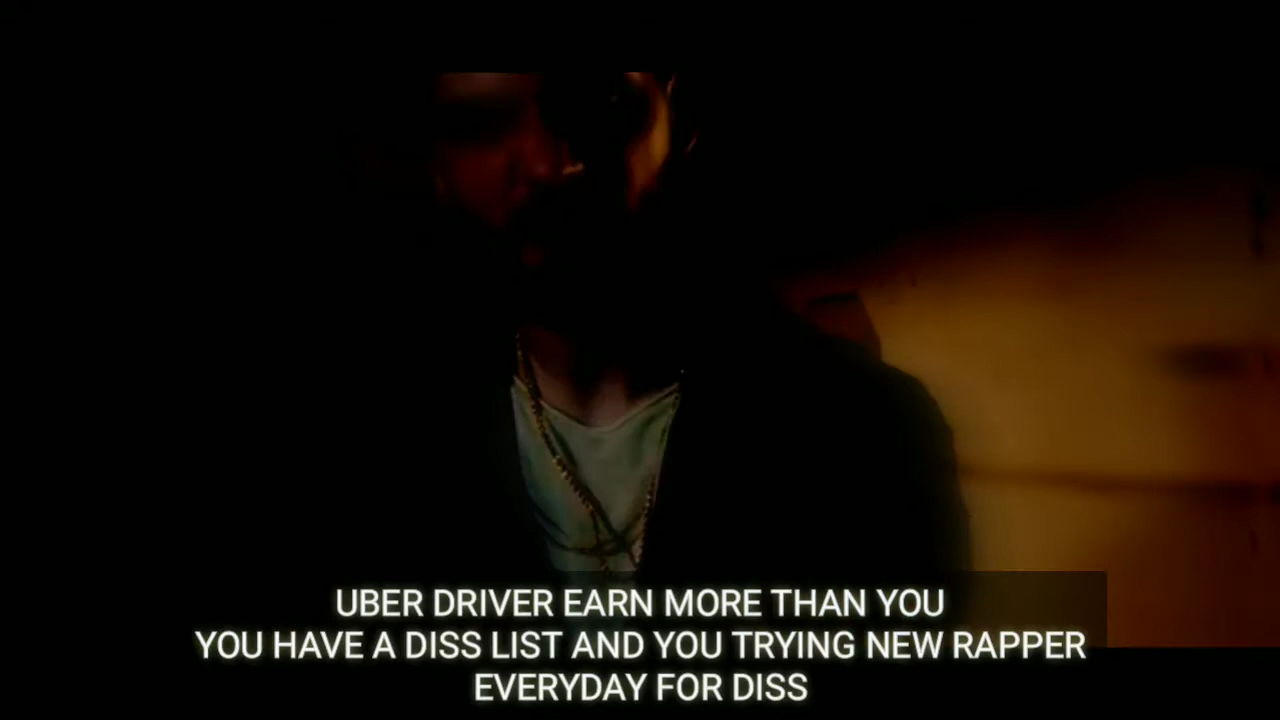 UBER DRIVER EARN MORE THAN YOU
YOU HAVE A DISS LIST AND YOU TRYING NEW RAPPER
EVERYDAY FOR DISS